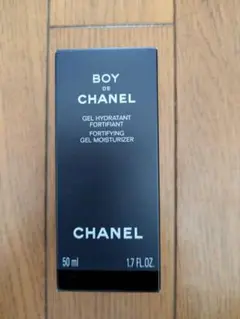 BOY
DE
CHANEL
GEL HYDRATANT
FORTIFIANT
FORTIFYING
GEL MOISTURIZER
CHANEL
50 ml 1.7 FL.OZ.